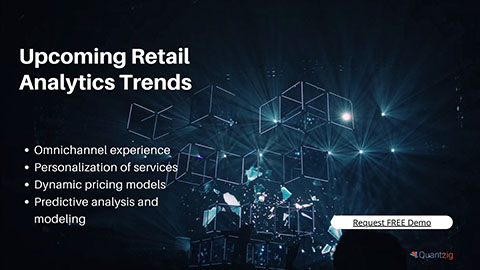 Upcoming Retail
Analytics Trends
• Omnichannel experience
• Personalization of services
• Dynamic pricing models
• Predictive analysis and
modeling
Request FREE Demo
Quantzig